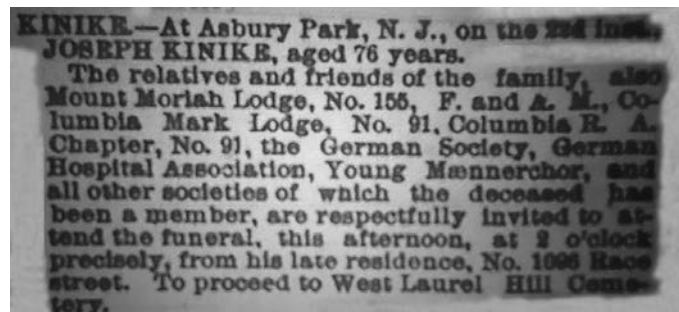 KINIKE.—At Asbury Park, N. J., on the 22d inst.,
JOSEPH KINIKE, aged 76 years.
The relatives and friends of the family, also
Mount Moriah Lodge, No. 155, F. and A. M., Co-
lumbia Mark Lodge, No. 91, Columbia R. A.
Chapter, No. 91, the German Society, German
Hospital Association, Young Mænnerchor, and
all other societies of which the deceased has
been a member, are respectfully invited to at-
tend the funeral, this afternoon, at 2 o'clock
precisely, from his late residence, No. 1026 Race
street. To proceed to West Laurel Hill Ceme-
tery.